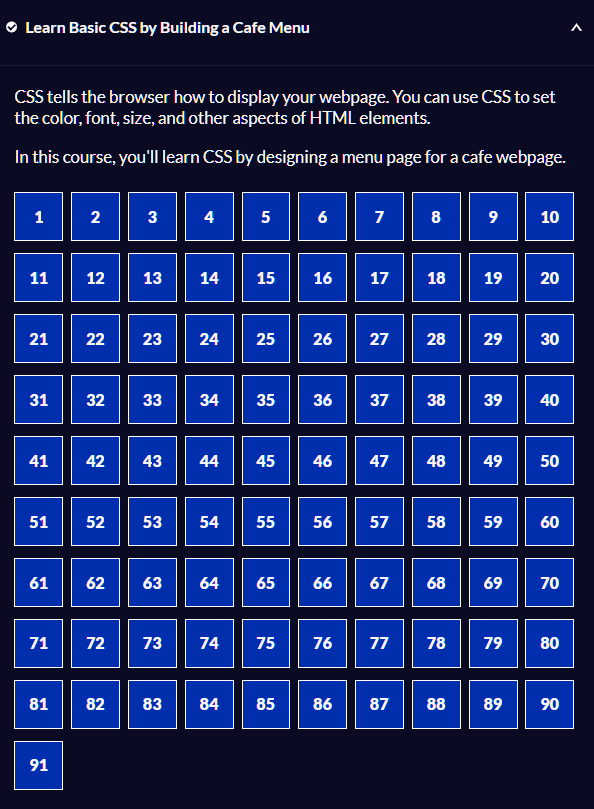 Learn Basic CSS by Building a Cafe Menu
CSS tells the browser how to display your webpage. You can use CSS to set
the color, font, size, and other aspects of HTML elements.
In this course, you'll learn CSS by designing a menu page for a cafe webpage.
1 2 3 4 5 6 7 8 9 10
11 12 13 14 15 16 17 18 19 20
21 22 23 24 25 26 27 28 29 30
31 32 33 34 35 36 37 38 39 40
41 42 43 44 45 46 47 48 49 50
51 52 53 54 55 56 57 58 59 60
61 62 63 64 65 66 67 68 69 70
71 72 73 74 75 76 77 78 79 80
81 82 83 84 85 86 87 88 89 90
91